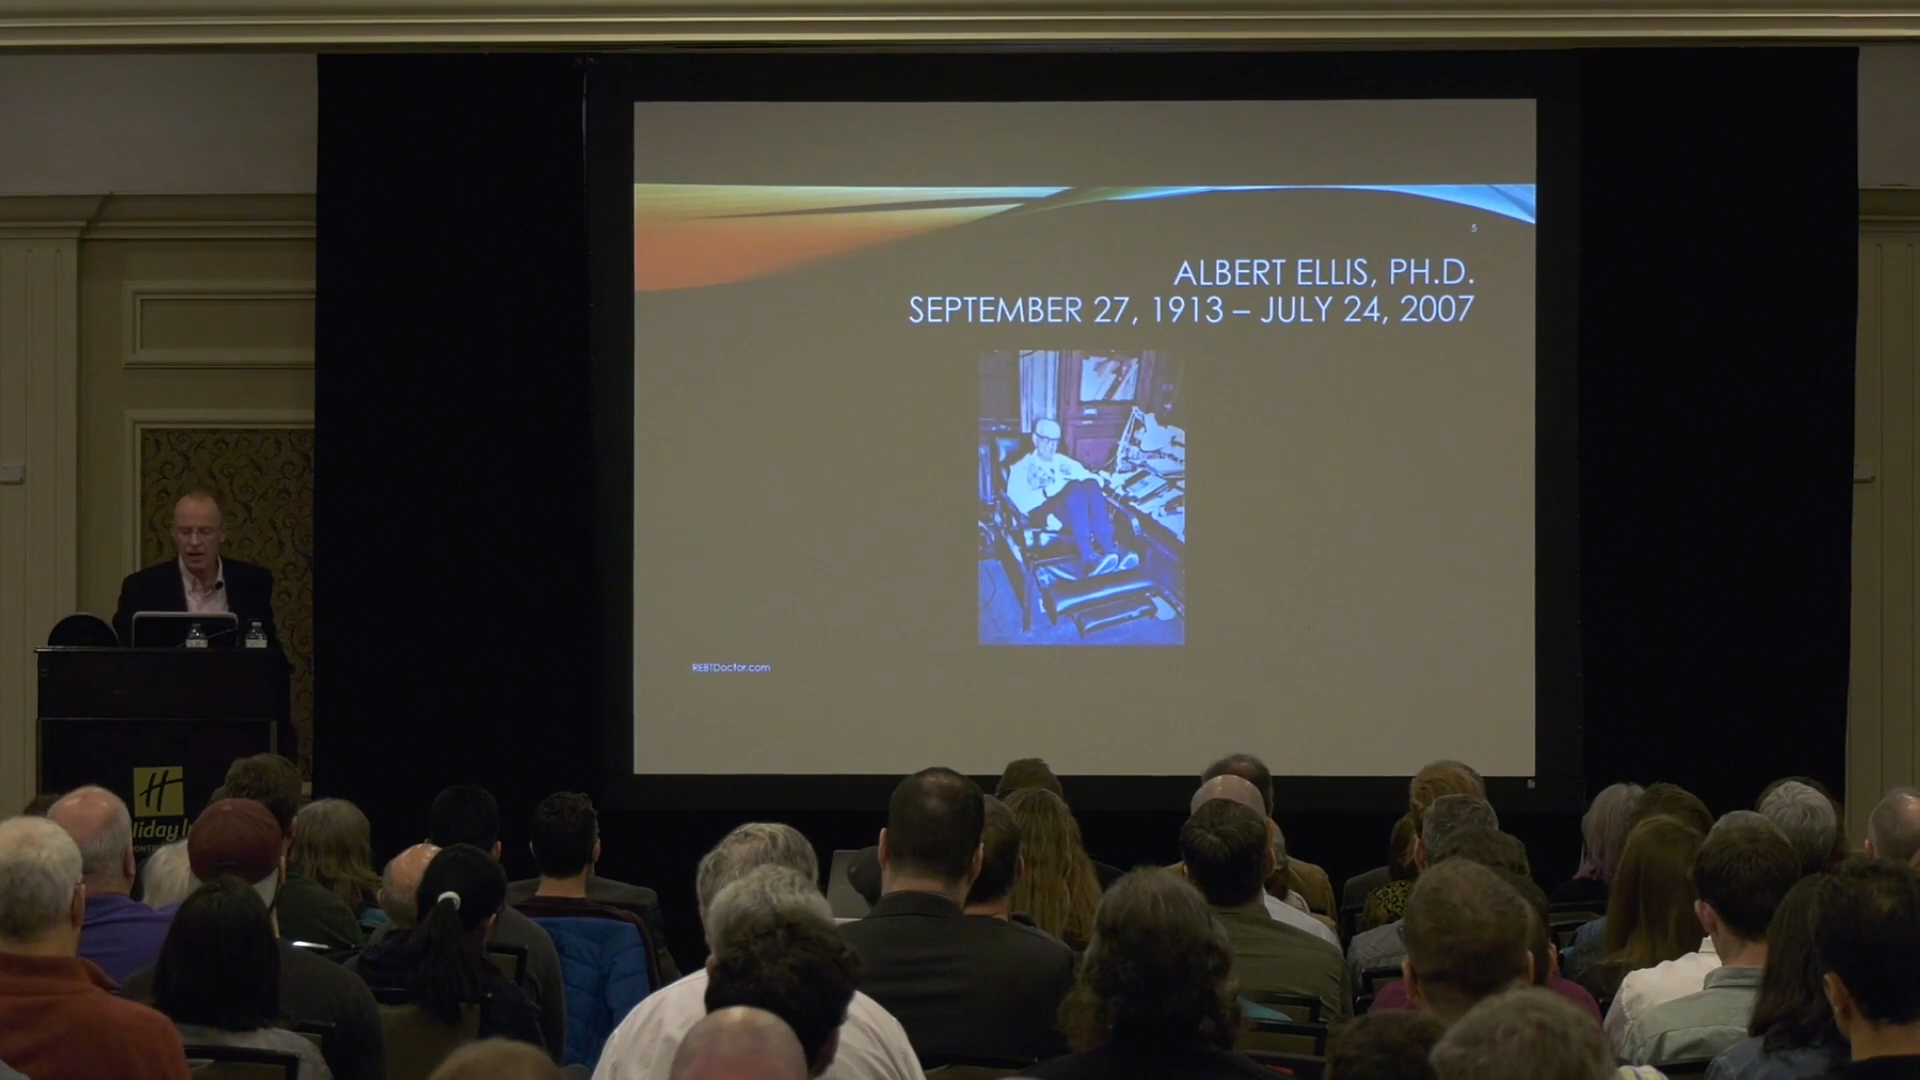 5
ALBERT ELLIS, PH.D.
SEPTEMBER 27, 1913 – JULY 24, 2007
REBTDoctor.com
H